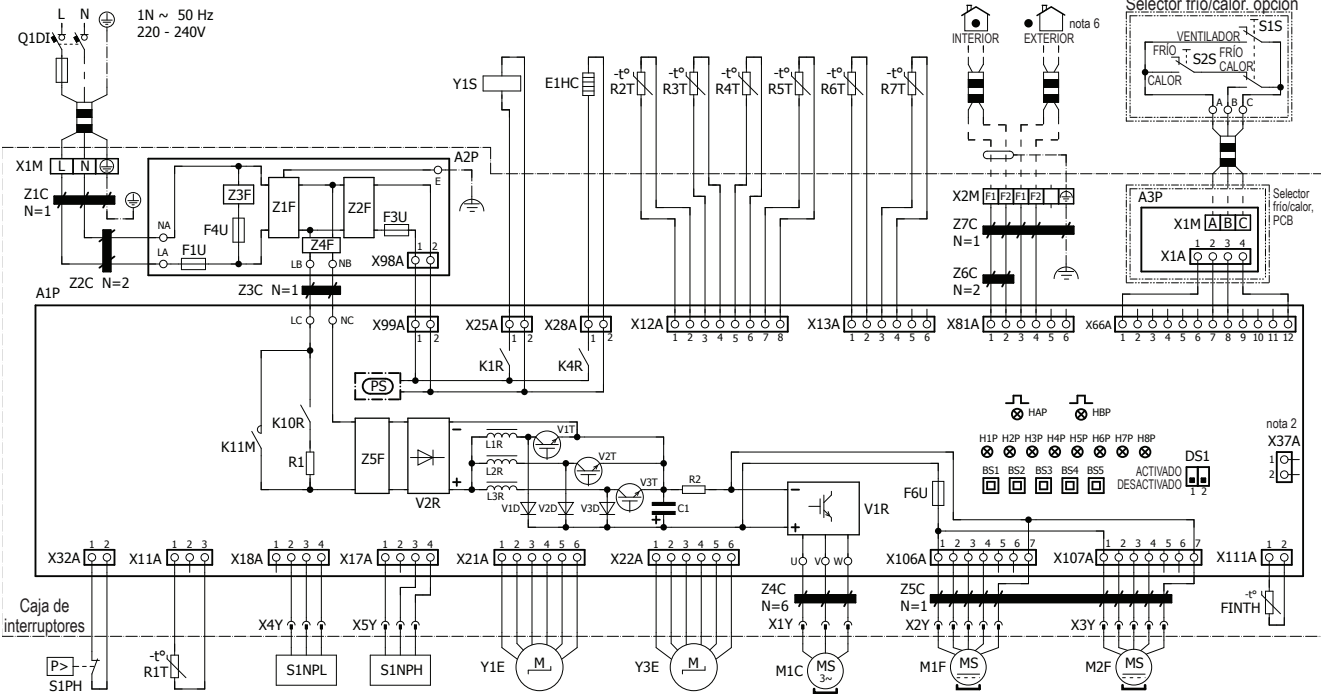 L N 1N ~ 50 Hz
220 - 240V
Q1DI
INTERIOR EXTERIOR nota 6
Selector frío/calor. opción
S1S
VENTILADOR
FRÍO S2S FRÍO
CALOR CALOR
A B C
Y1S E1HC -t° R2T -t° R3T -t° R4T -t° R5T -t° R6T -t° R7T
X1M L N
A2P
E
Z1C
N=1
Z3F Z1F Z2F
NA F4U F3U
LA F1U Z4F
1 2
X98A
LB NB
Z2C N=2
Z3C N=1
X2M F1 F2 F1 F2
Z7C
N=1
Z6C
N=2
A3P
Selector
frío/calor,
PCB
X1M A B C
1 2 3 4
X1A
A1P
LC NC
X99A 1 2
X25A 1 2
X28A 1 2
X12A 1 2 3 4 5 6 7 8
X13A 1 2 3 4 5 6
X81A 1 2 3 4 5 6
X66A 1 2 3 4 5 6 7 8 9 10 11 12
K1R K4R
PS
K10R
K11M
R1
Z5F
V2R
L1R
L2R
L3R
V1T
V2T
V3T
V1D V2D V3D
C1
R2
V1R
F6U
HAP HBP
H1P H2P H3P H4P H5P H6P H7P H8P
BS1 BS2 BS3 BS4 BS5
ACTIVADO
DESACTIVADO
DS1
1 2
nota 2
X37A
1
2
X32A 1 2
X11A 1 2 3
X18A 1 2 3 4
X17A 1 2 3 4
X21A 1 2 3 4 5 6
X22A 1 2 3 4 5 6
U V W
X106A 1 2 3 4 5 6 7
X107A 1 2 3 4 5 6 7
X111A 1 2
Caja de
interruptores
Z4C
N=6
Z5C
N=1
-t°
FINTH
X4Y X5Y X1Y X2Y X3Y
P>
S1PH
-t°
R1T
S1NPL
S1NPH
Y1E M
Y3E M
M1C MS
3~
M1F MS
M2F MS